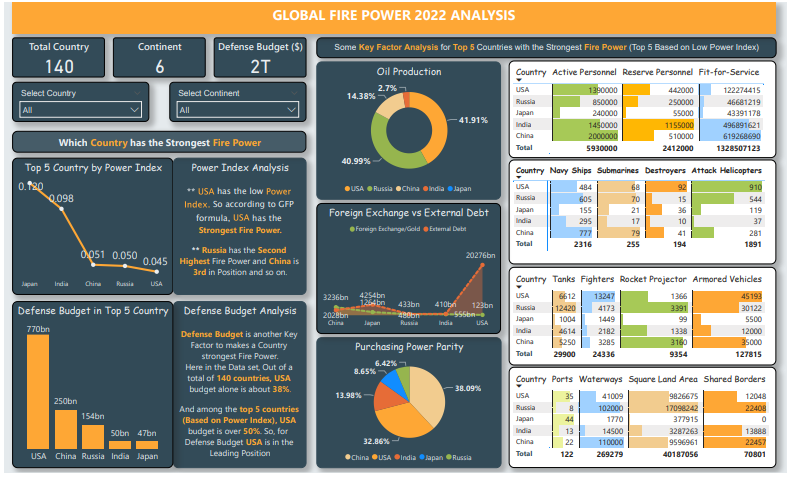 GLOBAL FIRE POWER 2022 ANALYSIS
Total Country
140
Continent
6
Defense Budget ($)
2T
Select Country
All
Select Continent
All
Which Country has the Strongest Fire Power
Top 5 Country by Power Index
0.120
0.098
0.051
0.050
0.045
Japan India China Russia USA
Power Index Analysis
** USA has the low Power
Index. So according to GFP
formula, USA has the
Strongest Fire Power.
** Russia has the Second
Highest Fire Power and China is
3rd in Position and so on.
Defense Budget in Top 5 Country
770bn
250bn
154bn
50bn
47bn
USA China Russia India Japan
Defense Budget Analysis
Defense Budget is another Key
Factor to makes a Country
strongest Fire Power.
Here in the Data set, Out of a
total of 140 countries, USA
budget alone is about 38%.
And among the top 5 countries
(Based on Power Index), USA
budget is over 50%. So, for
Defense Budget USA is in the
Leading Position
Some Key Factor Analysis for Top 5 Countries with the Strongest Fire Power (Top 5 Based on Low Power Index)
Oil Production
2.7%
14.38%
41.91%
40.99%
USA Russia China India Japan
Foreign Exchange vs External Debt
Foreign Exchange/Gold External Debt
20276bn
3236bn
2028bn
4254bn
1264bn
433bn
480bn
410bn
555bn
123bn
China Japan Russia India USA
Purchasing Power Parity
6.42%
8.65%
13.98%
38.09%
32.86%
China USA India Japan Russia
Country Active Personnel Reserve Personnel Fit-for-Service
USA 1390000 442000 122274415
Russia 850000 250000 46681219
Japan 240000 55000 43391178
India 1450000 1155000 496891621
China 2000000 510000 619268690
Total 5930000 2412000 1328507123
Country Navy Ships Submarines Destroyers Attack Helicopters
USA 484 68 92 910
Russia 605 70 15 544
Japan 155 21 36 119
India 295 17 10 37
China 777 79 41 281
Total 2316 255 194 1891
Country Tanks Fighters Rocket Projector Armored Vehicles
USA 6612 13247 1366 45193
Russia 12420 4173 3391 30122
Japan 1004 1449 99 5500
India 4614 2182 1338 12000
China 5250 3285 3160 35000
Total 29900 24336 9354 127815
Country Ports Waterways Square Land Area Shared Borders
USA 35 41009 9826675 12048
Russia 8 102000 17098242 22408
Japan 44 1770 377915 0
India 13 14500 3287263 13888
China 22 110000 9596961 22457
Total 122 269279 40187056 70801